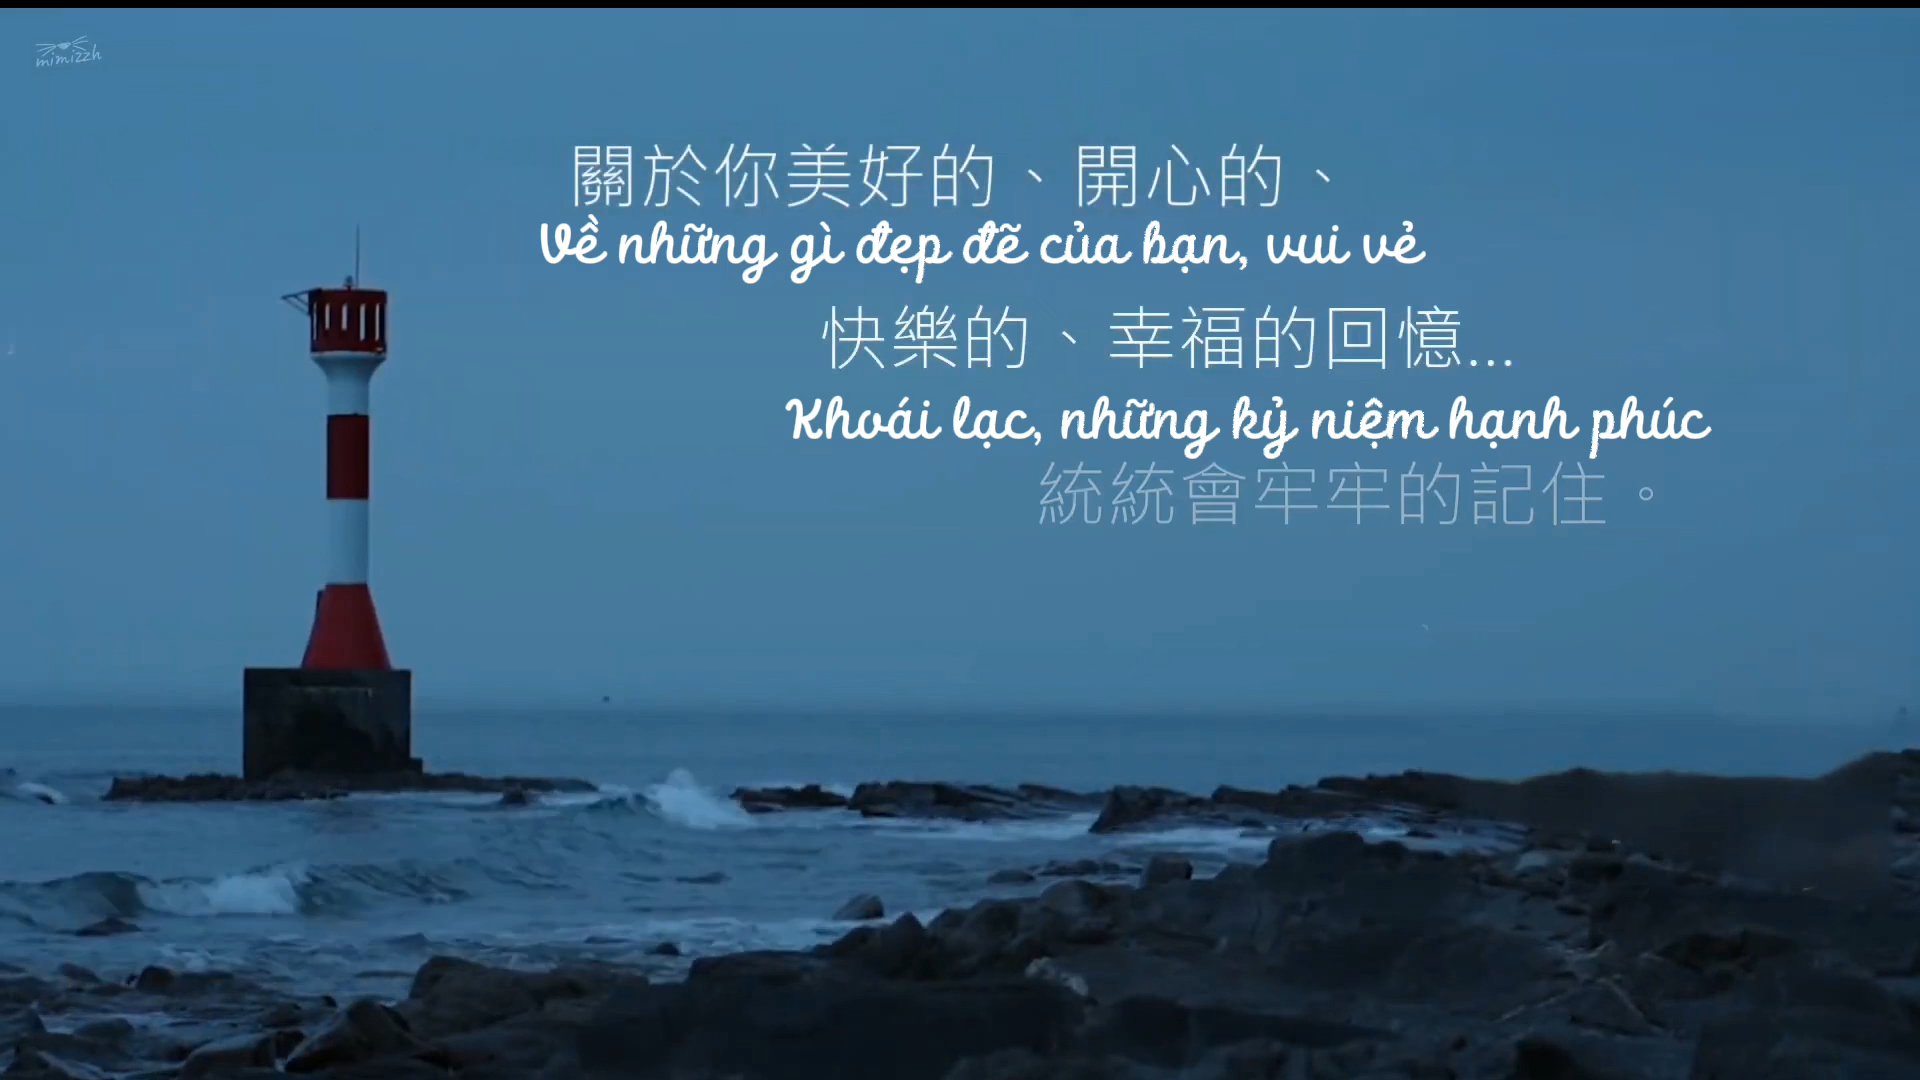 mimizzh
關於你美好的、開心的、
Về những gì đẹp đẽ của bạn, vui vẻ
快樂的、幸福的回憶...
Khoái lạc, những kỷ niệm hạnh phúc
統統會牢牢的記住。